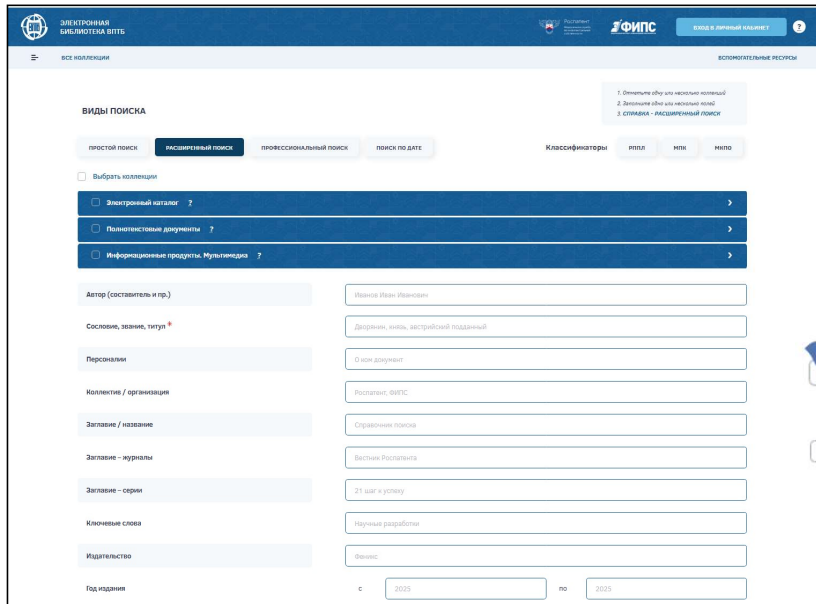 ЭЛЕКТРОННАЯ
БИБЛИОТЕКА ВПТБ
Роспатент
ФИПС
ВХОД В ЛИЧНЫЙ КАБИНЕТ
?
ВСЕ КОЛЛЕКЦИИ
ВСПОМОГАТЕЛЬНЫЕ РЕСУРСЫ
ВИДЫ ПОИСКА
1. Отметьте одну или несколько коллекций
2. Заполните одно или несколько полей
3. СПРАВКА - РАСШИРЕННЫЙ ПОИСК
ПРОСТОЙ ПОИСК
РАСШИРЕННЫЙ ПОИСК
ПРОФЕССИОНАЛЬНЫЙ ПОИСК
ПОИСК ПО ДАТЕ
Классификаторы
РППЛ
МПК
МКПО
Выбрать коллекции
Электронный каталог ?
Полнотекстовые документы ?
Информационные продукты. Мультимедиа ?
Автор (составитель и пр.)
Иванов Иван Иванович
Сословие, звание, титул *
Дворянин, князь, австрийский подданный
Персоналии
О ком документ
Коллектив / организация
Роспатент, ФИПС
Заглавие / название
Справочник поиска
Заглавие – журналы
Вестник Роспатента
Заглавие – серии
21 шаг к успеху
Ключевые слова
Научные разработки
Издательство
Феникс
Год издания
с 2025 по 2025